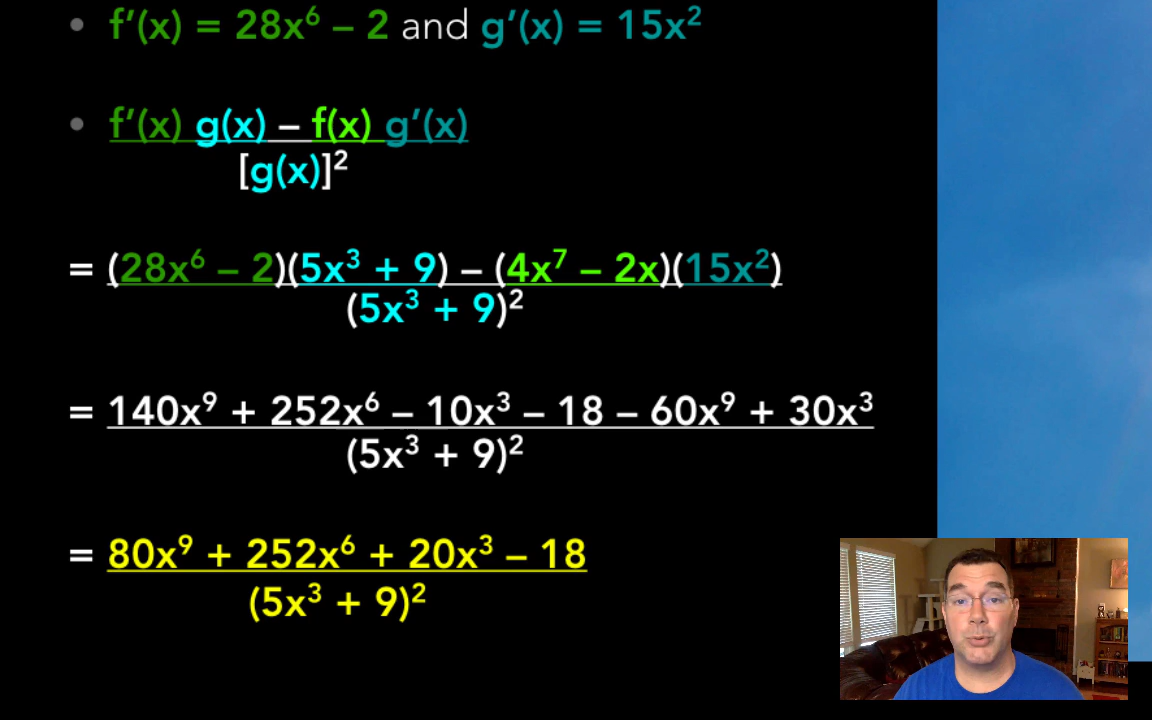 • f′(x) = 28x⁶ – 2 and g′(x) = 15x²
• f′(x) g(x) – f(x) g′(x)
[g(x)]²
= (28x⁶ – 2)(5x³ + 9) – (4x⁷ – 2x)(15x²)
(5x³ + 9)²
= 140x⁹ + 252x⁶ – 10x³ – 18 – 60x⁹ + 30x³
(5x³ + 9)²
= 80x⁹ + 252x⁶ + 20x³ – 18
(5x³ + 9)²